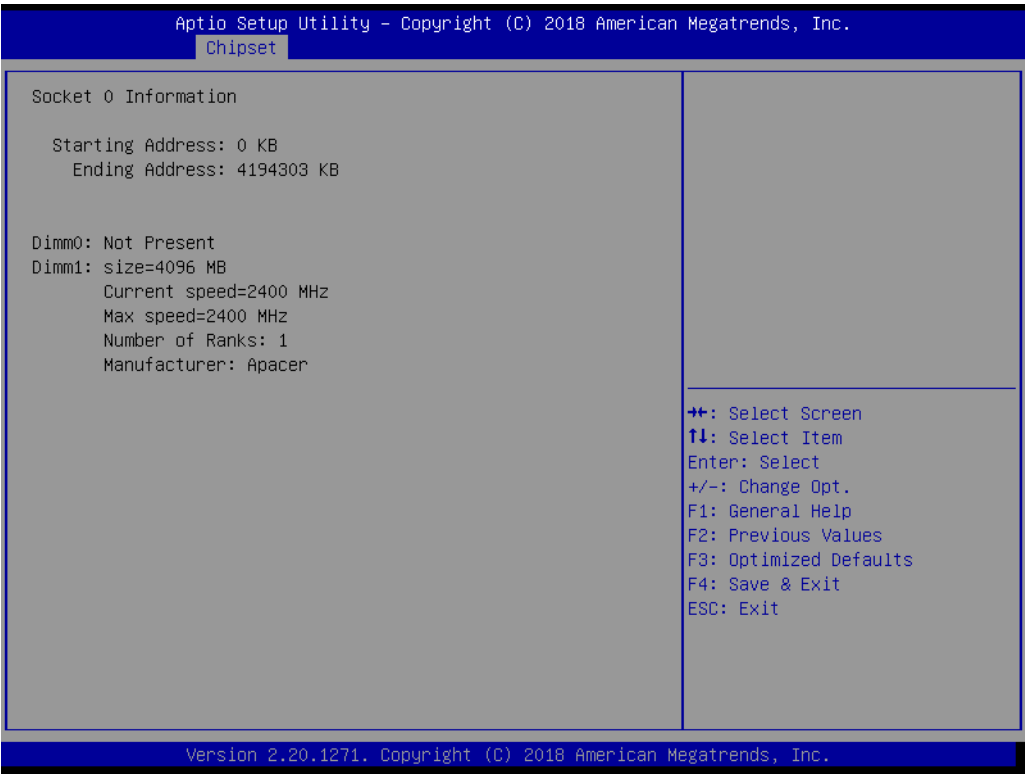 Aptio Setup Utility – Copyright (C) 2018 American Megatrends, Inc.
Chipset
Socket 0 Information
Starting Address: 0 KB
Ending Address: 4194303 KB
Dimm0: Not Present
Dimm1: size=4096 MB
Current speed=2400 MHz
Max speed=2400 MHz
Number of Ranks: 1
Manufacturer: Apacer
→←: Select Screen
↑↓: Select Item
Enter: Select
+/-: Change Opt.
F1: General Help
F2: Previous Values
F3: Optimized Defaults
F4: Save & Exit
ESC: Exit
Version 2.20.1271. Copyright (C) 2018 American Megatrends, Inc.